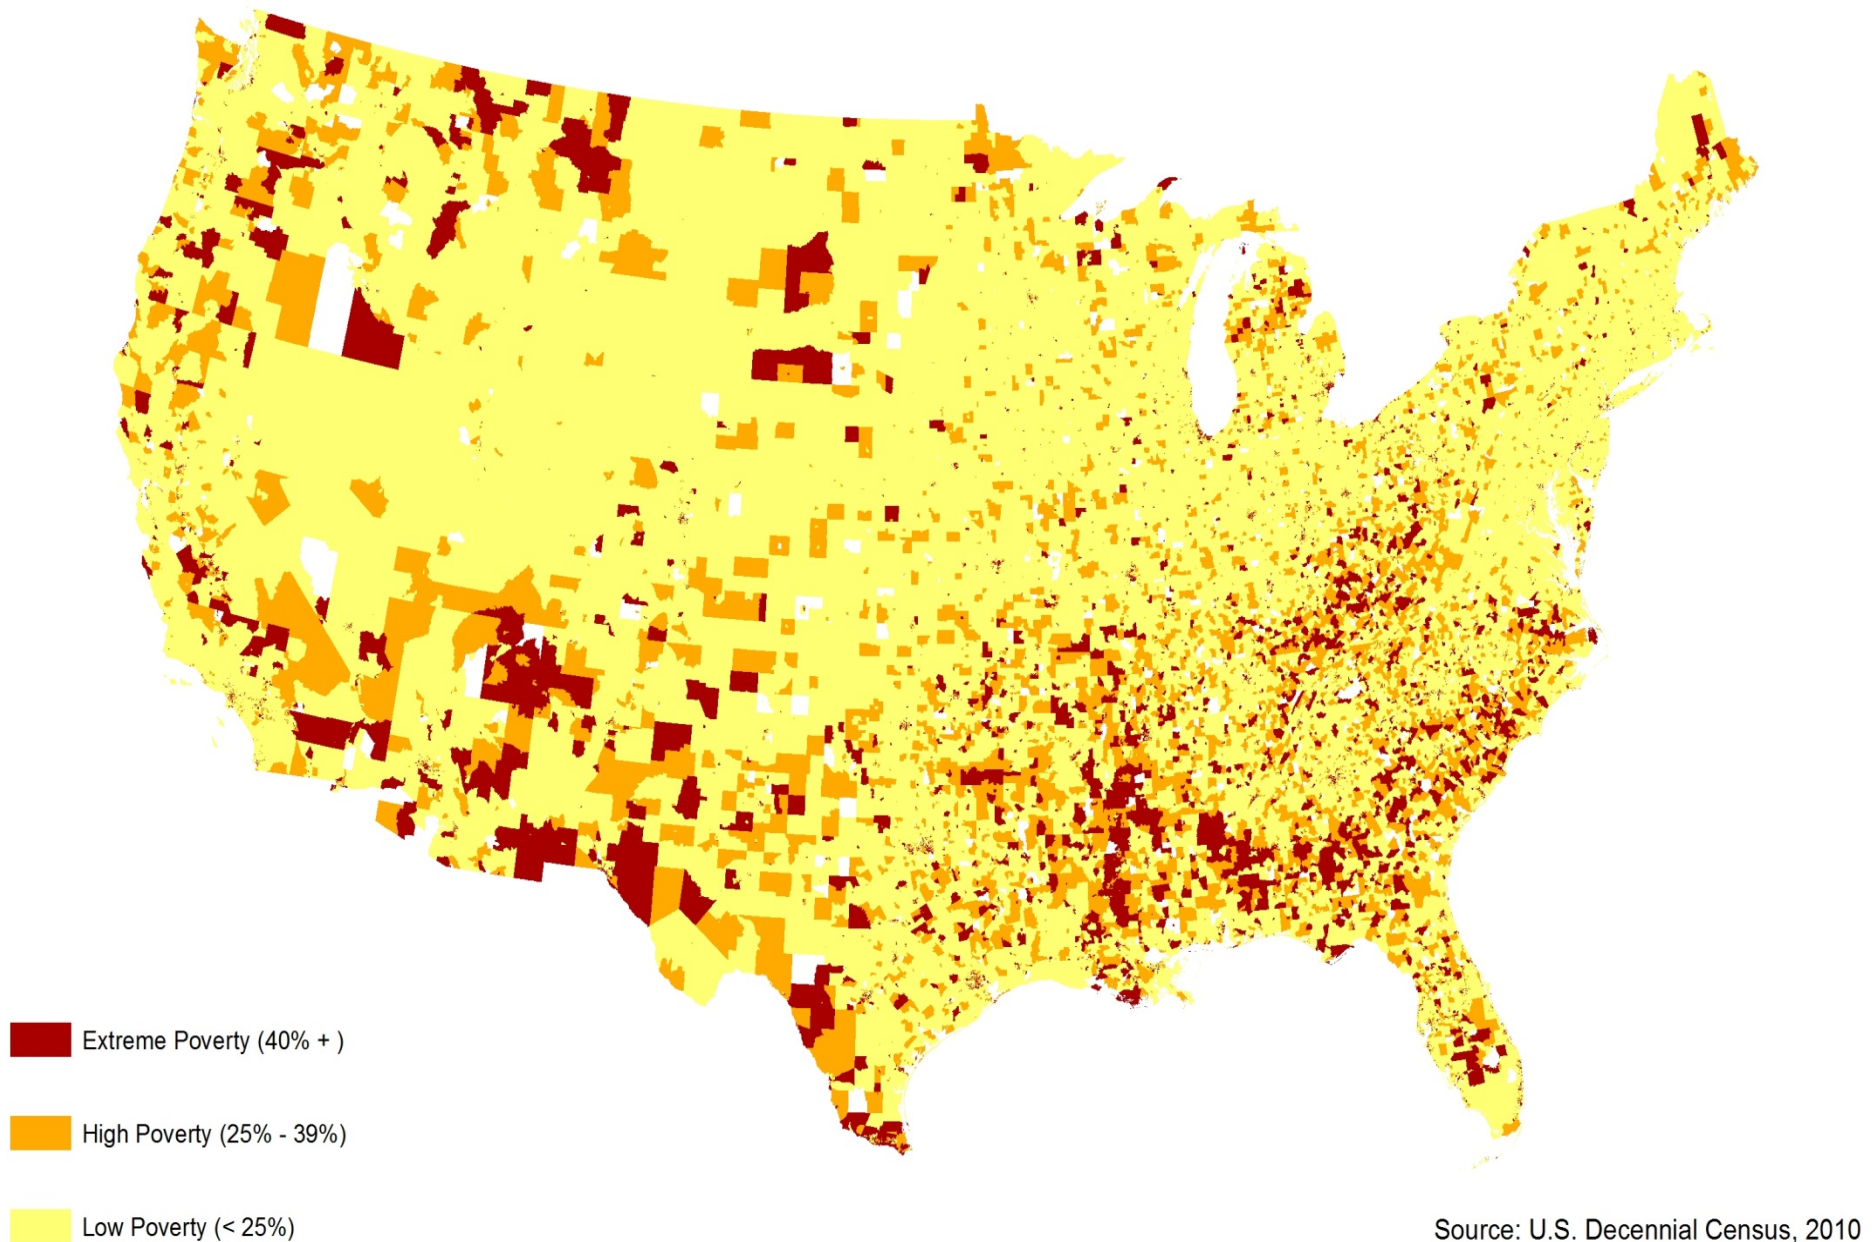 Extreme Poverty (40% + )
High Poverty (25% - 39%)
Low Poverty (< 25%)
Source: U.S. Decennial Census, 2010